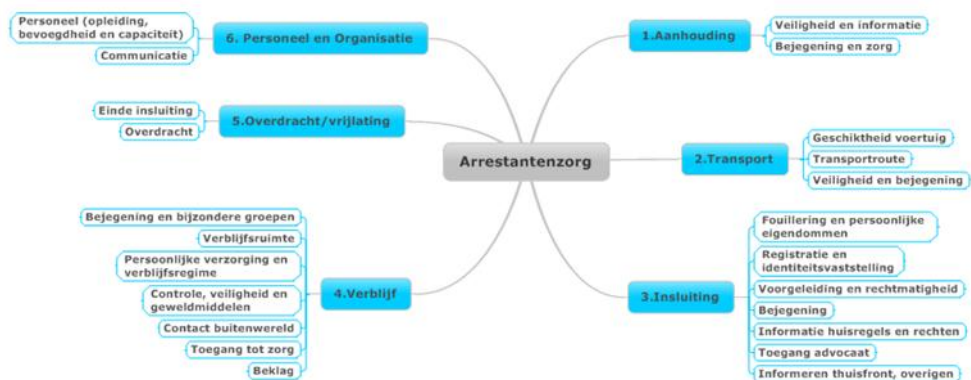 Personeel (opleiding,
bevoegdheid en capaciteit)
Communicatie
6. Personeel en Organisatie
Einde insluiting
Overdracht
5.Overdracht/vrijlating
Bejegening en bijzondere groepen
Verblijfsruimte
Persoonlijke verzorging en
verblijfsregime
Controle, veiligheid en
geweldmiddelen
Contact buitenwereld
Toegang tot zorg
Beklag
4.Verblijf
Arrestantenzorg
1.Aanhouding
Veiligheid en informatie
Bejegening en zorg
2.Transport
Geschiktheid voertuig
Transportroute
Veiligheid en bejegening
3.Insluiting
Fouillering en persoonlijke
eigendommen
Registratie en
identiteitsvaststelling
Voorgeleiding en rechtmatigheid
Bejegening
Informatie huisregels en rechten
Toegang advocaat
Informeren thuisfront, overigen